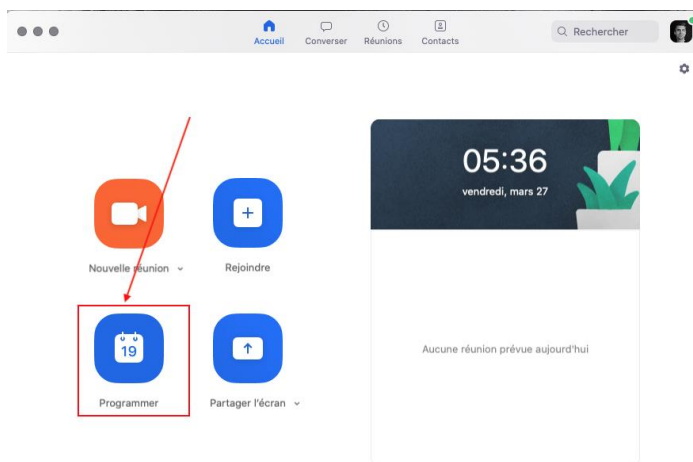 Accueil
Converser
Réunions
Contacts
Rechercher
05:36
vendredi, mars 27
Nouvelle réunion
Rejoindre
19
Programmer
Partager l'écran
Aucune réunion prévue aujourd'hui